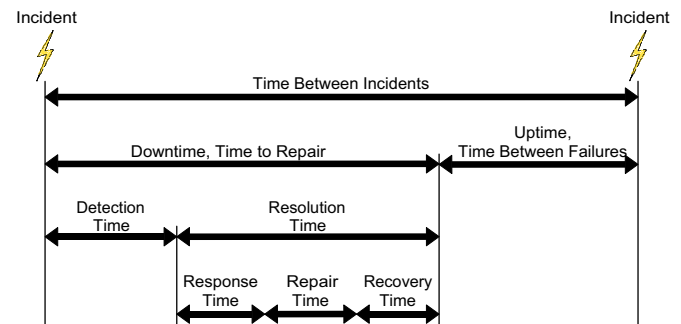 Incident
Incident
Time Between Incidents
Downtime, Time to Repair
Uptime,
Time Between Failures
Detection
Time
Resolution
Time
Response
Time
Repair
Time
Recovery
Time